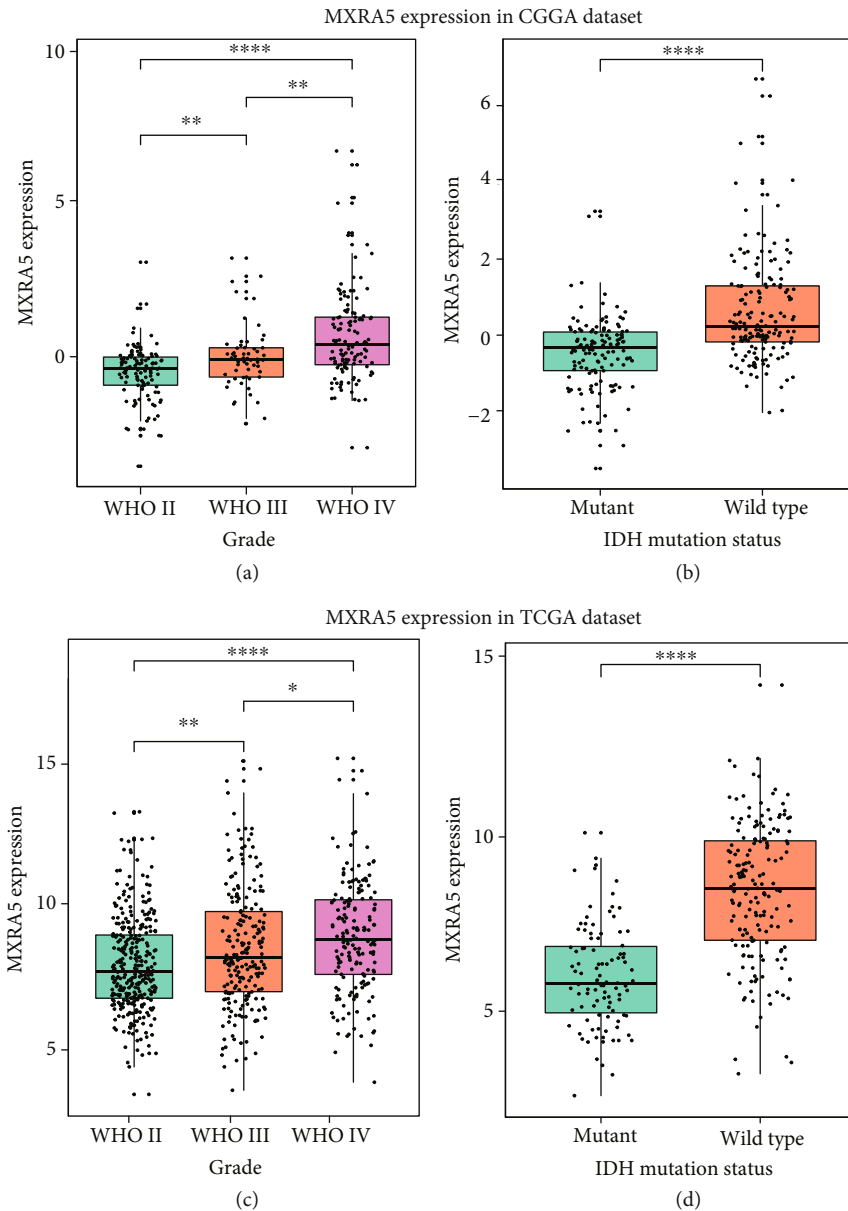 MXRA5 expression in CGGA dataset
MXRA5 expression
10
5
0
****
**
**
WHO II
WHO III
WHO IV
Grade
(a)
MXRA5 expression
6
4
2
0
−2
****
Mutant
Wild type
IDH mutation status
(b)
MXRA5 expression in TCGA dataset
MXRA5 expression
15
10
5
****
**
*
WHO II
WHO III
WHO IV
Grade
(c)
MXRA5 expression
15
10
5
****
Mutant
Wild type
IDH mutation status
(d)